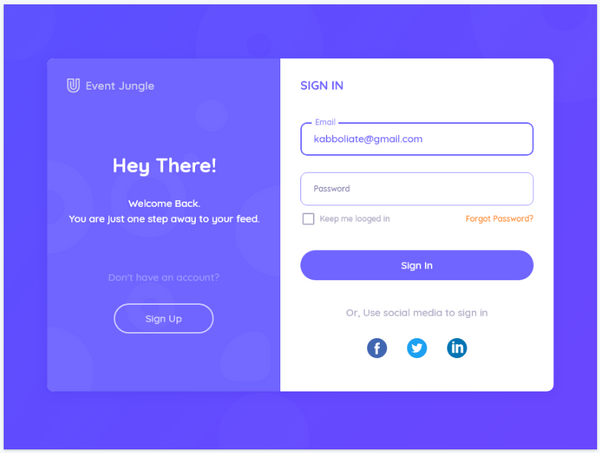 Event Jungle
Hey There!
Welcome Back.
You are just one step away to your feed.
Don't have an account?
Sign Up
SIGN IN
Email
kabboliate@gmail.com
Password
Keep me looged in
Forgot Password?
Sign In
Or, Use social media to sign in
f
in